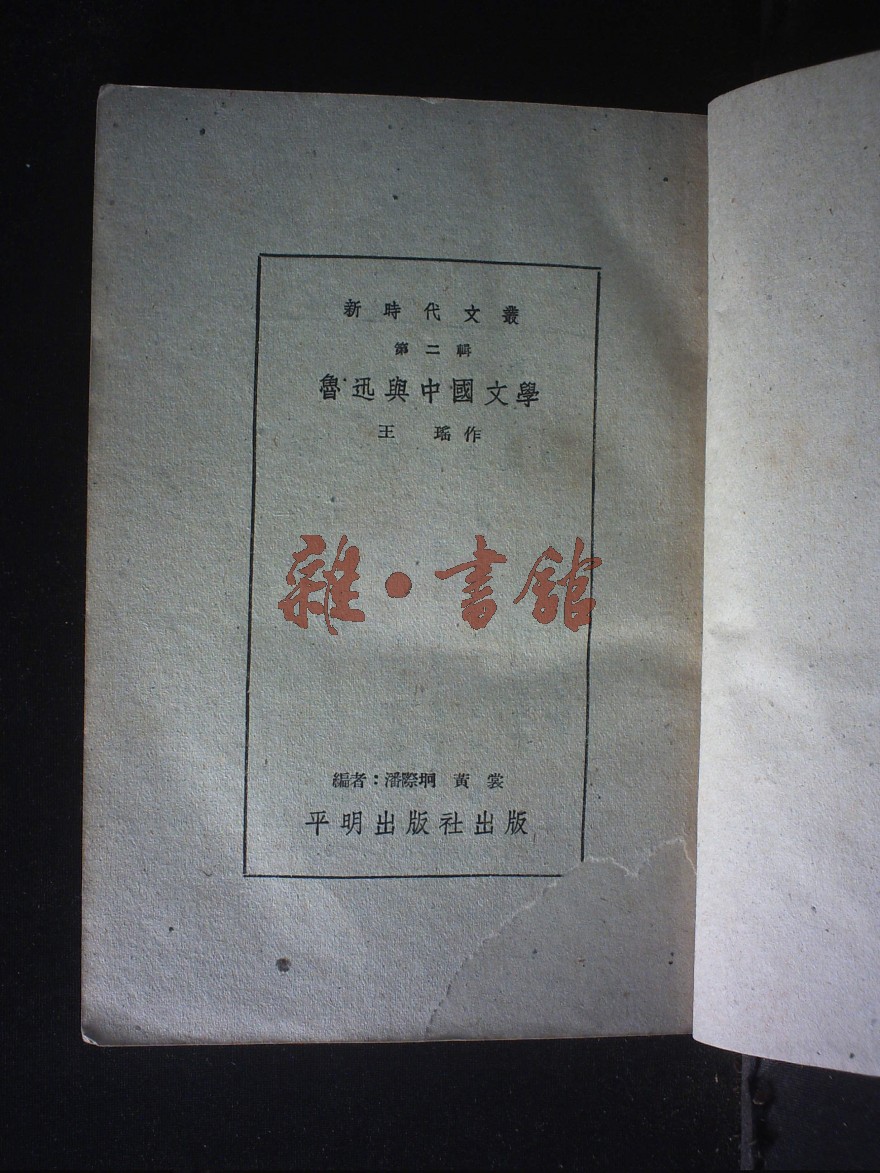 新時代文叢
第二輯
魯迅與中國文學
王 瑤作
雜·書館
編者：潘際坰 黃裳
平明出版社出版